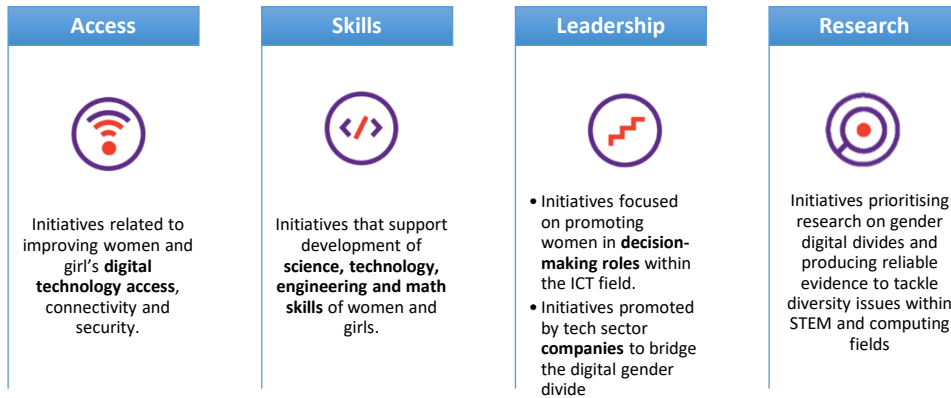 Access
Initiatives related to
improving women and
girl's digital
technology access,
connectivity and
security.
Skills
Initiatives that support
development of
science, technology,
engineering and math
skills of women and
girls.
Leadership
• Initiatives focused
on promoting
women in decision-
making roles within
the ICT field.
• Initiatives promoted
by tech sector
companies to bridge
the digital gender
divide
Research
Initiatives prioritising
research on gender
digital divides and
producing reliable
evidence to tackle
diversity issues within
STEM and computing
fields